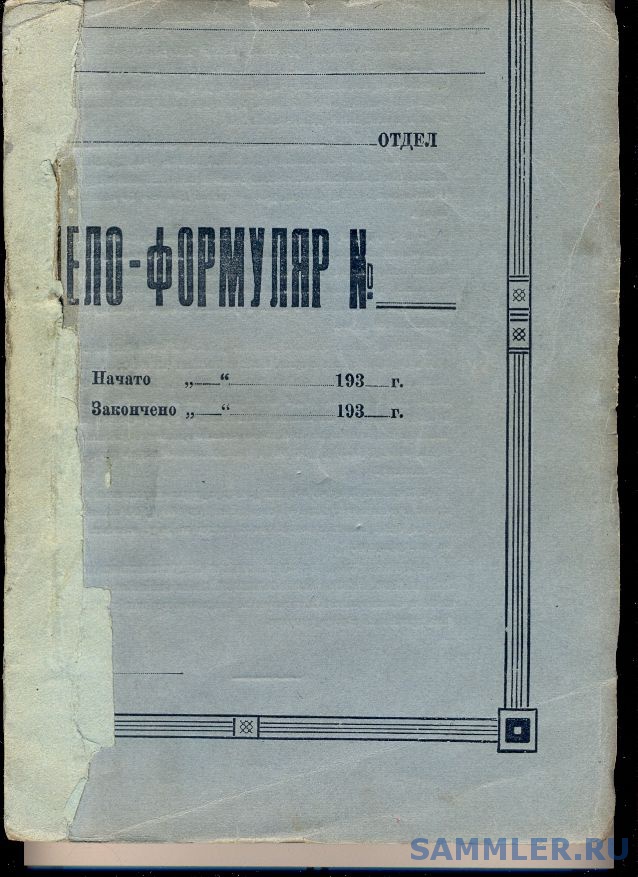 ОТДЕЛ
ЕЛО-ФОРМУЛЯР №
Начато „ “ 193 г.
Закончено „ “ 193 г.
SAMMLER.RU